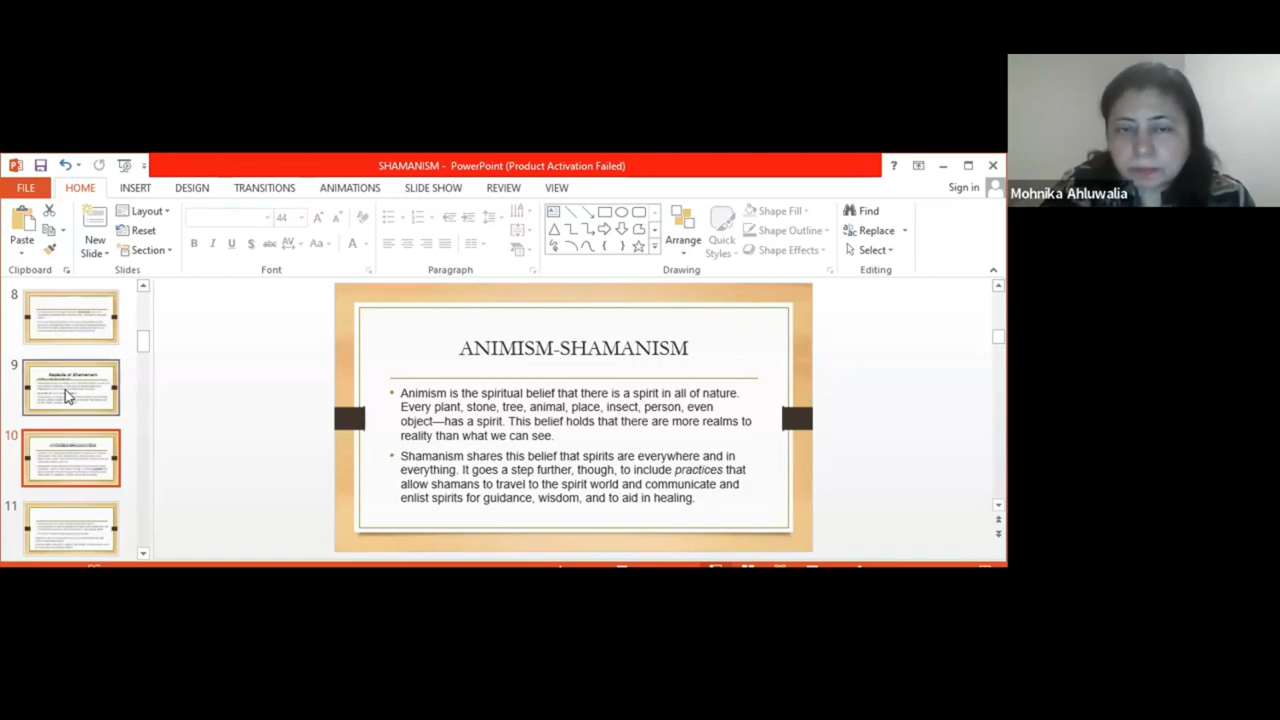 SHAMANISM - PowerPoint (Product Activation Failed)
FILE HOME INSERT DESIGN TRANSITIONS ANIMATIONS SLIDE SHOW REVIEW VIEW Sign in
Mohnika Ahluwalia
Paste
Clipboard
New
Slide
Layout
Reset
Section
Slides
44
B I U S abc AV Aa A
Font
Paragraph
Arrange
Quick
Styles
Shape Fill
Shape Outline
Shape Effects
Drawing
Find
Replace
Select
Editing
8
9
Aspects of Shamanism
10
11
ANIMISM-SHAMANISM
• Animism is the spiritual belief that there is a spirit in all of nature.
Every plant, stone, tree, animal, place, insect, person, even
object—has a spirit. This belief holds that there are more realms to
reality than what we can see.
• Shamanism shares this belief that spirits are everywhere and in
everything. It goes a step further, though, to include practices that
allow shamans to travel to the spirit world and communicate and
enlist spirits for guidance, wisdom, and to aid in healing.